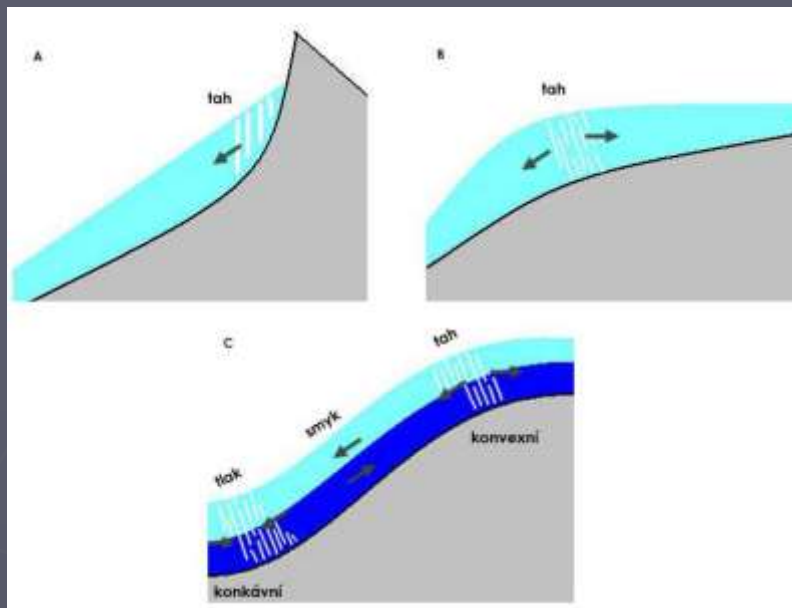 A
tah
B
tah
C
tah
smyk
tlak
konvexní
konkávní